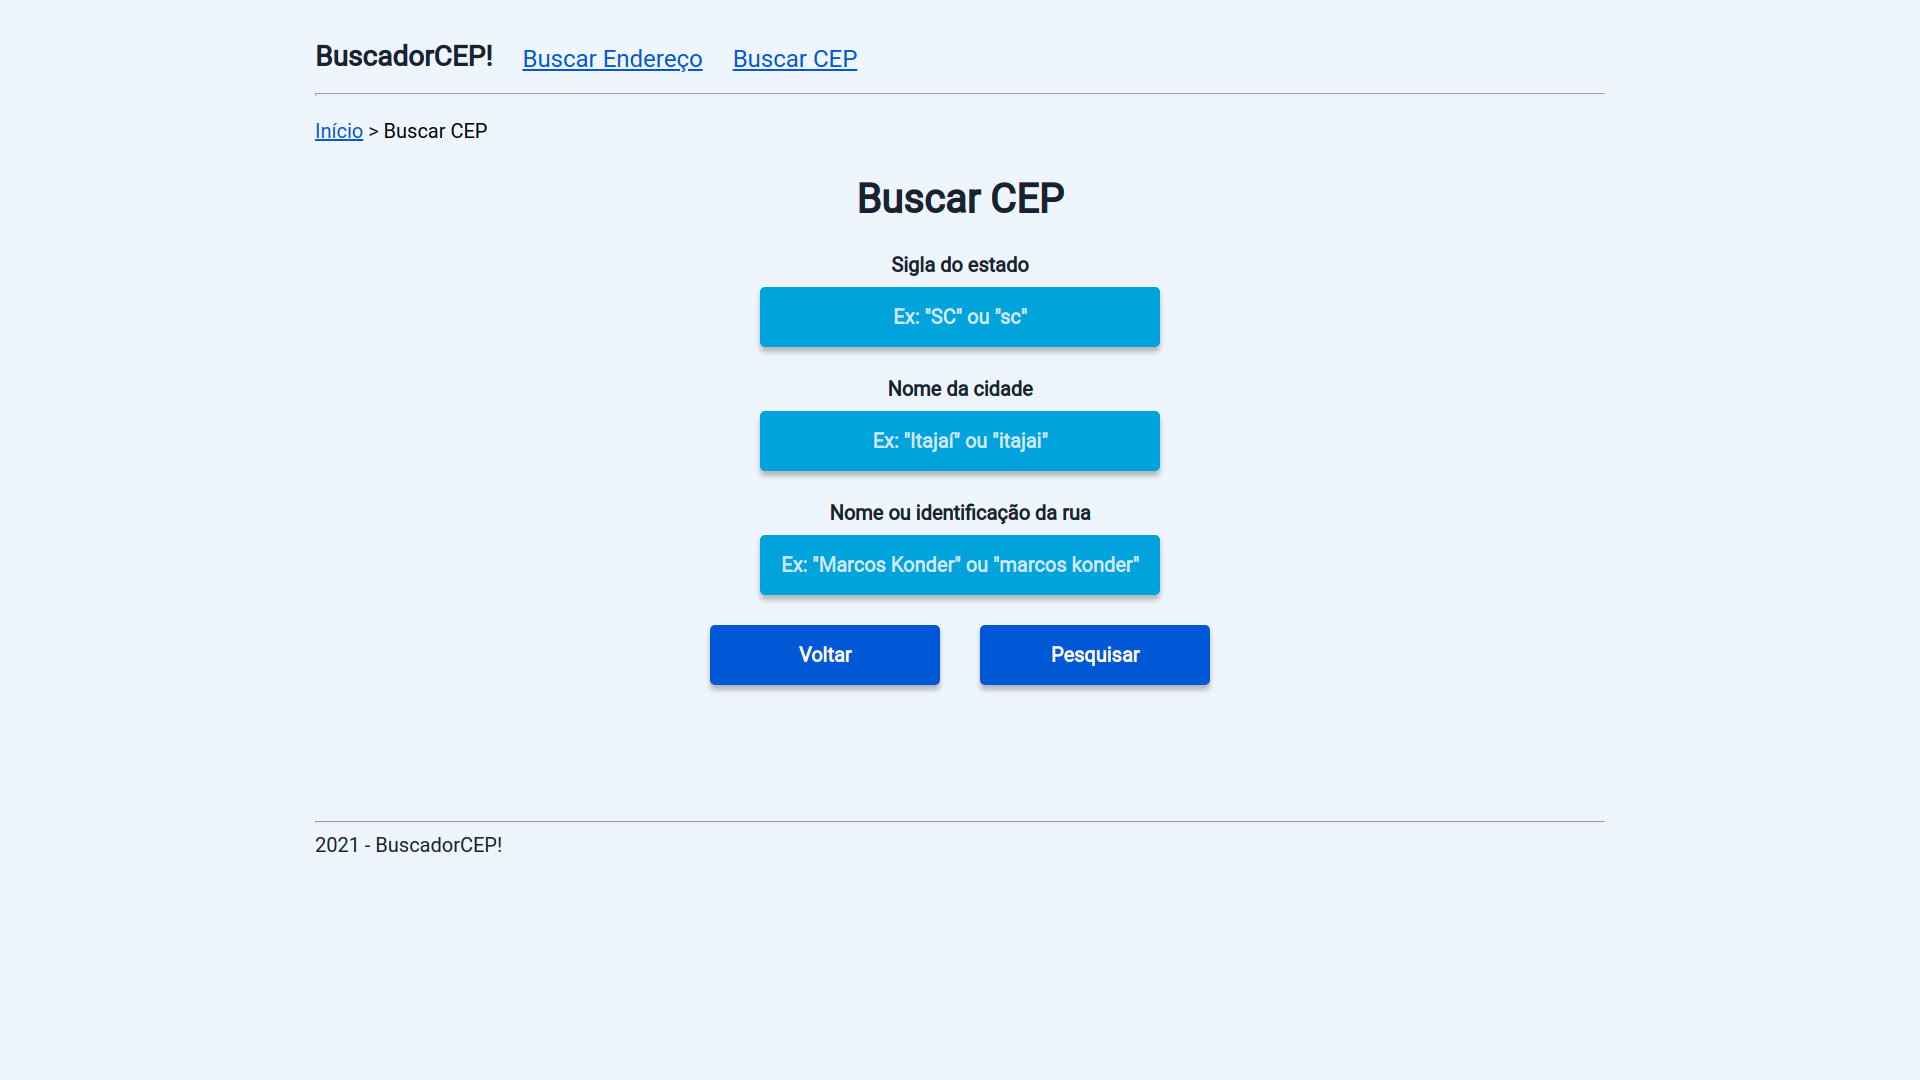 BuscadorCEP! Buscar Endereço Buscar CEP
Início > Buscar CEP
Buscar CEP
Sigla do estado
Ex: "SC" ou "sc"
Nome da cidade
Ex: "Itajaí" ou "itajai"
Nome ou identificação da rua
Ex: "Marcos Konder" ou "marcos konder"
Voltar Pesquisar
2021 - BuscadorCEP!